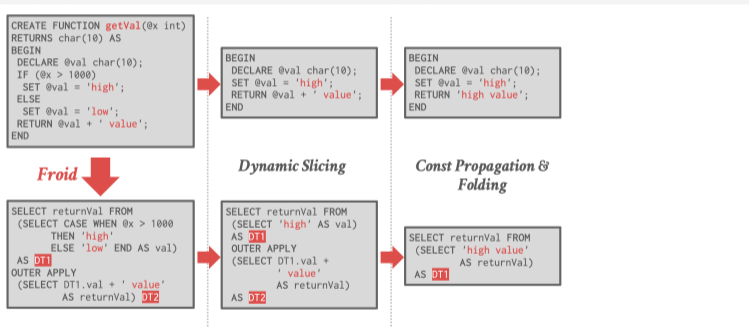 CREATE FUNCTION getVal(@x int)
RETURNS char(10) AS
BEGIN
DECLARE @val char(10);
IF (@x > 1000)
SET @val = 'high';
ELSE
SET @val = 'low';
RETURN @val + ' value';
END
BEGIN
DECLARE @val char(10);
SET @val = 'high';
RETURN @val + ' value';
END
BEGIN
DECLARE @val char(10);
SET @val = 'high';
RETURN 'high value';
END
Froid
Dynamic Slicing
Const Propagation &
Folding
SELECT returnVal FROM
(SELECT CASE WHEN @x > 1000
THEN 'high'
ELSE 'low' END AS val)
AS DT1
OUTER APPLY
(SELECT DT1.val + ' value'
AS returnVal) DT2
SELECT returnVal FROM
(SELECT 'high' AS val)
AS DT1
OUTER APPLY
(SELECT DT1.val +
' value'
AS returnVal)
AS DT2
SELECT returnVal FROM
(SELECT 'high value'
AS returnVal)
AS DT1